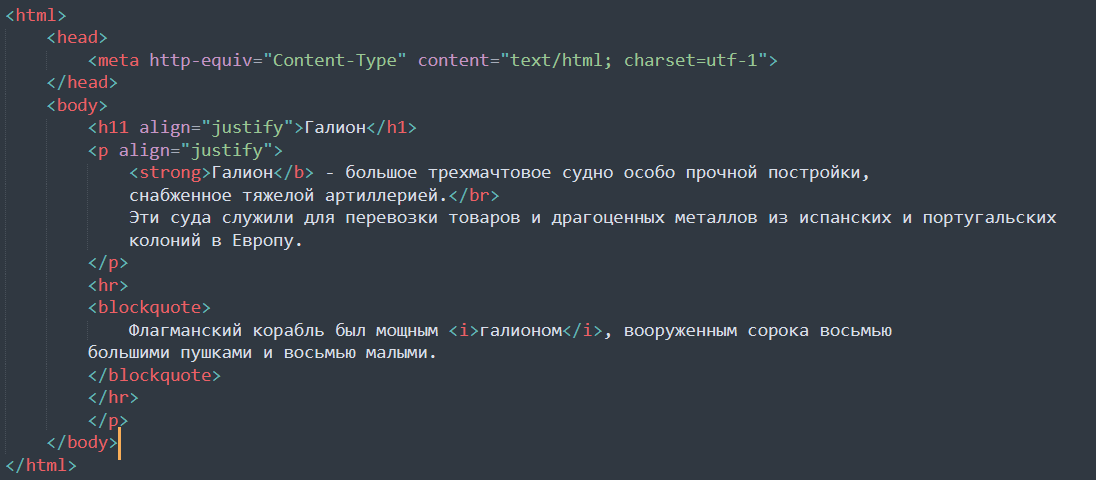 <html>
<head>
<meta http-equiv="Content-Type" content="text/html; charset=utf-1">
</head>
<body>
<h11 align="justify">Галион</h1>
<p align="justify">
<strong>Галион</b> - большое трехмачтовое судно особо прочной постройки,
снабженное тяжелой артиллерией.</br>
Эти суда служили для перевозки товаров и драгоценных металлов из испанских и португальских
колоний в Европу.
</p>
<hr>
<blockquote>
Флагманский корабль был мощным <i>галионом</i>, вооруженным сорока восьмью
большими пушками и восьмью малыми.
</blockquote>
</hr>
</p>
</body>
</html>